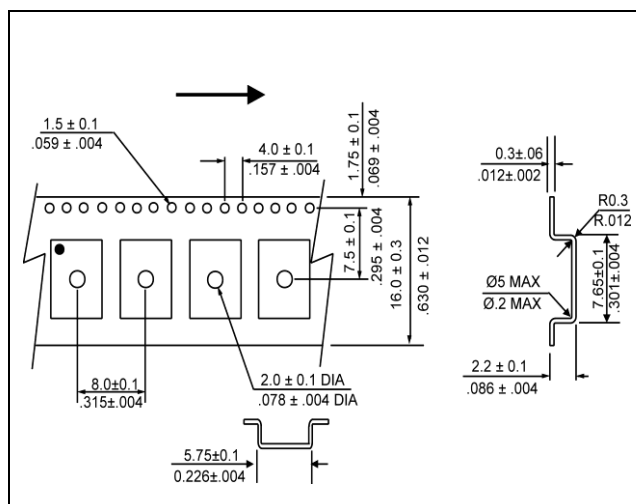 1.5 ± 0.1
.059 ± .004
4.0 ± 0.1
.157 ± .004
1.75 ± 0.1
.069 ± .004
0.3±.06
.012±.002
R0.3
R.012
7.5 ± 0.1
.295 ± .004
16.0 ± 0.3
.630 ± .012
7.65± 0.1
.301±.004
Ø5 MAX
Ø.2 MAX
8.0±0.1
.315±.004
2.0 ± 0.1 DIA
.078 ± .004 DIA
2.2 ± 0.1
.086 ± .004
5.75±0.1
0.226±.004